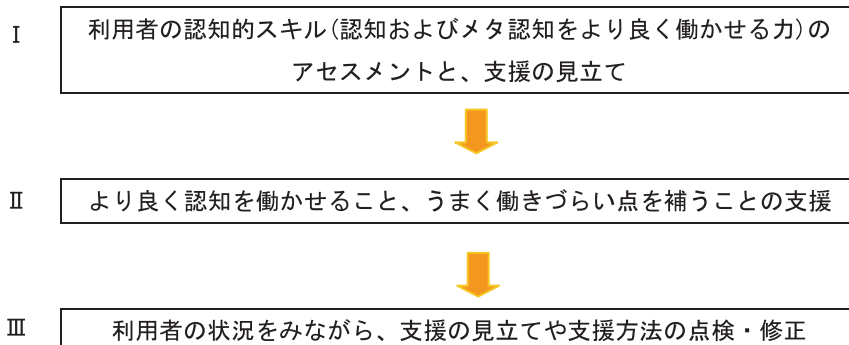 Ⅰ
利用者の認知的スキル（認知およびメタ認知をより良く働かせる力）の
アセスメントと、支援の見立て
Ⅱ
より良く認知を働かせること、うまく働きづらい点を補うことの支援
Ⅲ
利用者の状況をみながら、支援の見立てや支援方法の点検・修正